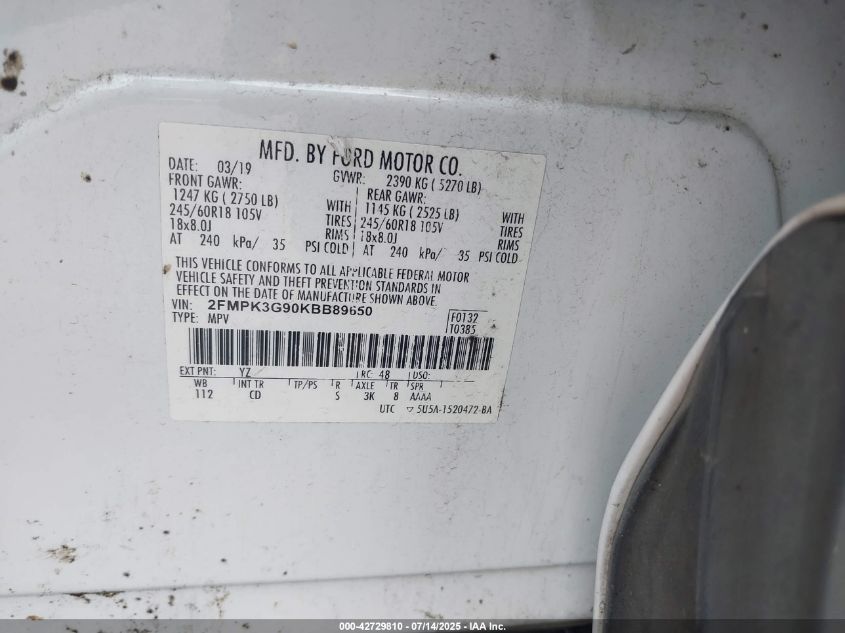 MFD. BY FORD MOTOR CO.
DATE: 03/19 GVWR: 2390 KG ( 5270 LB)
FRONT GAWR: REAR GAWR:
1247 KG ( 2750 LB) WITH 1145 KG ( 2525 LB) WITH
245/60R18 105V TIRES 245/60R18 105V TIRES
18x8.0J RIMS 18x8.0J RIMS
AT 240 kPa/ 35 PSI COLD AT 240 kPa/ 35 PSI COLD
THIS VEHICLE CONFORMS TO ALL APPLICABLE FEDERAL MOTOR
VEHICLE SAFETY AND THEFT PREVENTION STANDARDS IN
EFFECT ON THE DATE OF MANUFACTURE SHOWN ABOVE.
VIN: 2FMPK3G90KBB89650 F0132
TYPE: MPV T0385
EXT PNT: YZ RC: 48 DSO:
WB INT TR TP/PS R AXLE TR SPR
112 CD S 3K 8 AAAA
UTC ▽ 5U5A-1520472-BA
000-42729810 - 07/14/2025 - IAA Inc.